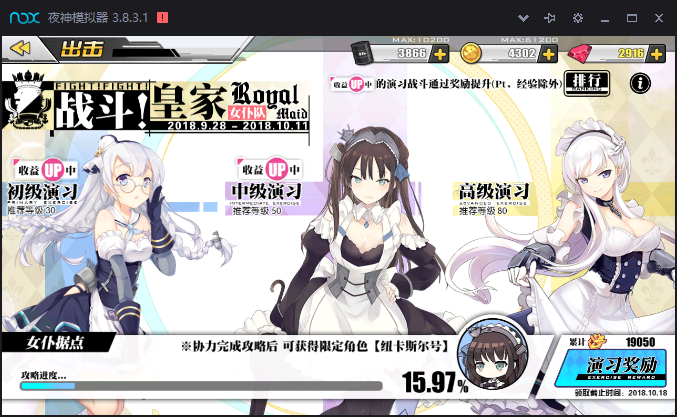 nox 夜神模拟器 3.8.3.1
出击
MAX:10200
3866
MAX:51200
4302
2916
FIGHT!FIGHT!
战斗!皇家女仆队
Royal Maid
2018.9.28 - 2018.10.11
收益UP中的演习战斗通过奖励提升(Pt、经验除外)
排行
RANKING
收益UP中
初级演习
PRIMARY EXERCISE
推荐等级 30
收益UP中
中级演习
INTERMEDIATE EXERCISE
推荐等级 50
高级演习
ADVANCED EXERCISE
推荐等级 80
女仆据点
※协力完成攻略后 可获得限定角色【纽卡斯尔号】
攻略进度...
15.97%
累计 19050
演习奖励
EXERCISE REWARD
领取截止时间：2018.10.18